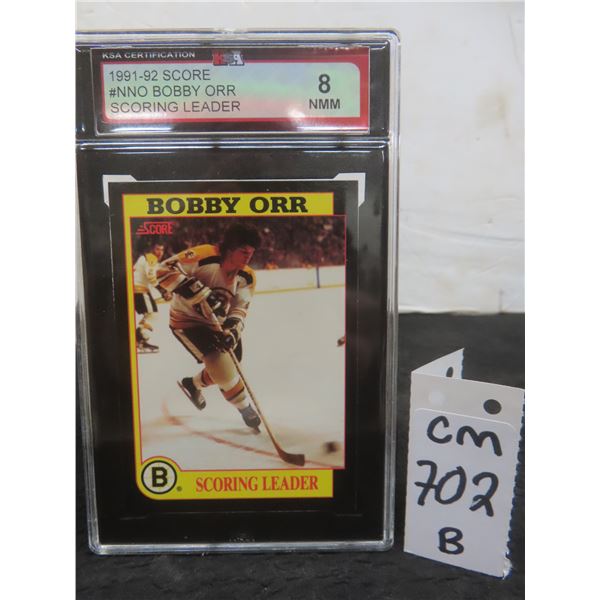 KSA CERTIFICATION
KSA
1991-92 SCORE
#NNO BOBBY ORR
SCORING LEADER
8
NMM
BOBBY ORR
SCORE
B
SCORING LEADER
CM
702
B